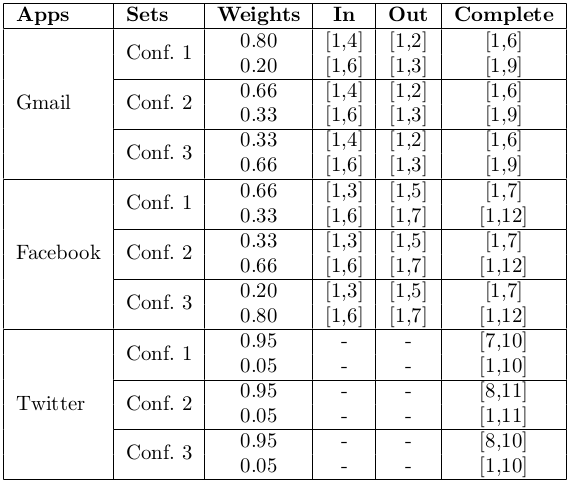 Apps Sets Weights In Out Complete
Gmail Conf. 1 0.80 [1,4] [1,2] [1,6]
0.20 [1,6] [1,3] [1,9]
Conf. 2 0.66 [1,4] [1,2] [1,6]
0.33 [1,6] [1,3] [1,9]
Conf. 3 0.33 [1,4] [1,2] [1,6]
0.66 [1,6] [1,3] [1,9]
Facebook Conf. 1 0.66 [1,3] [1,5] [1,7]
0.33 [1,6] [1,7] [1,12]
Conf. 2 0.33 [1,3] [1,5] [1,7]
0.66 [1,6] [1,7] [1,12]
Conf. 3 0.20 [1,3] [1,5] [1,7]
0.80 [1,6] [1,7] [1,12]
Twitter Conf. 1 0.95 - - [7,10]
0.05 - - [1,10]
Conf. 2 0.95 - - [8,11]
0.05 - - [1,11]
Conf. 3 0.95 - - [8,10]
0.05 - - [1,10]